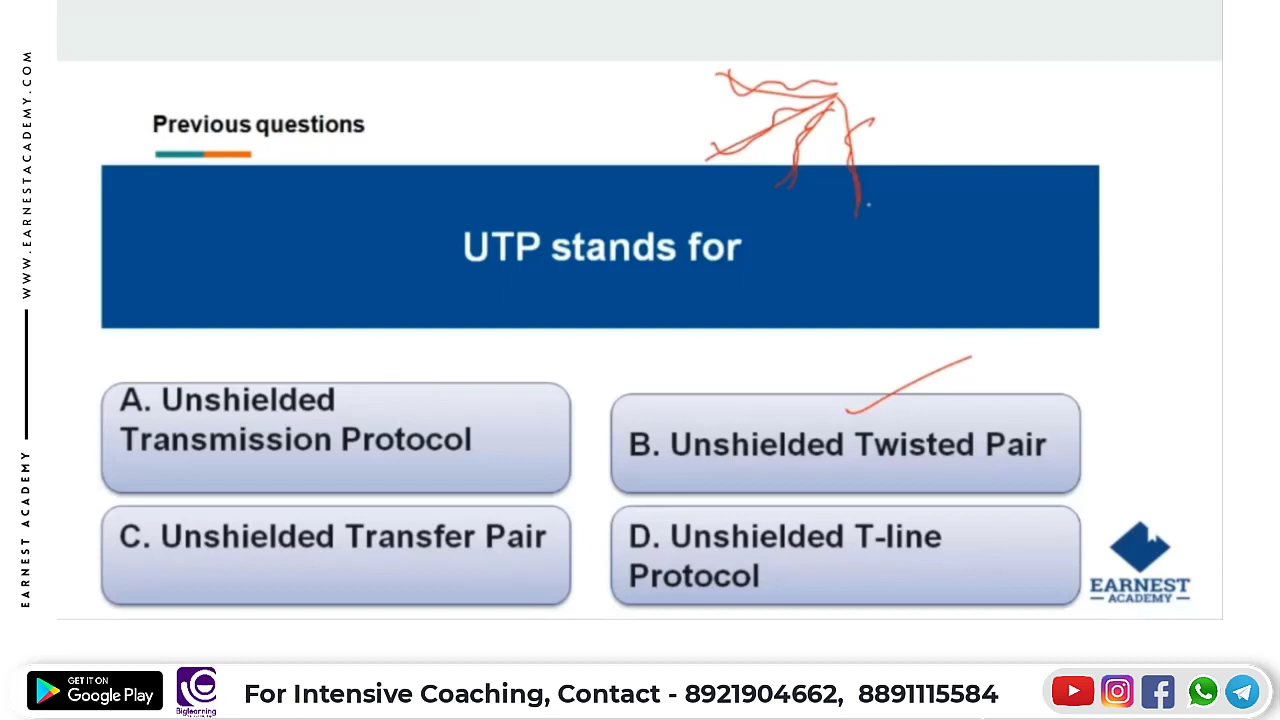 WWW.EARNESTACADEMY.COM
EARNEST ACADEMY
Previous questions
UTP stands for
A. Unshielded
Transmission Protocol
B. Unshielded Twisted Pair
C. Unshielded Transfer Pair
D. Unshielded T-line
Protocol
EARNEST
ACADEMY
GET IT ON
Google Play
Biglearning
For Intensive Coaching, Contact - 8921904662, 8891115584